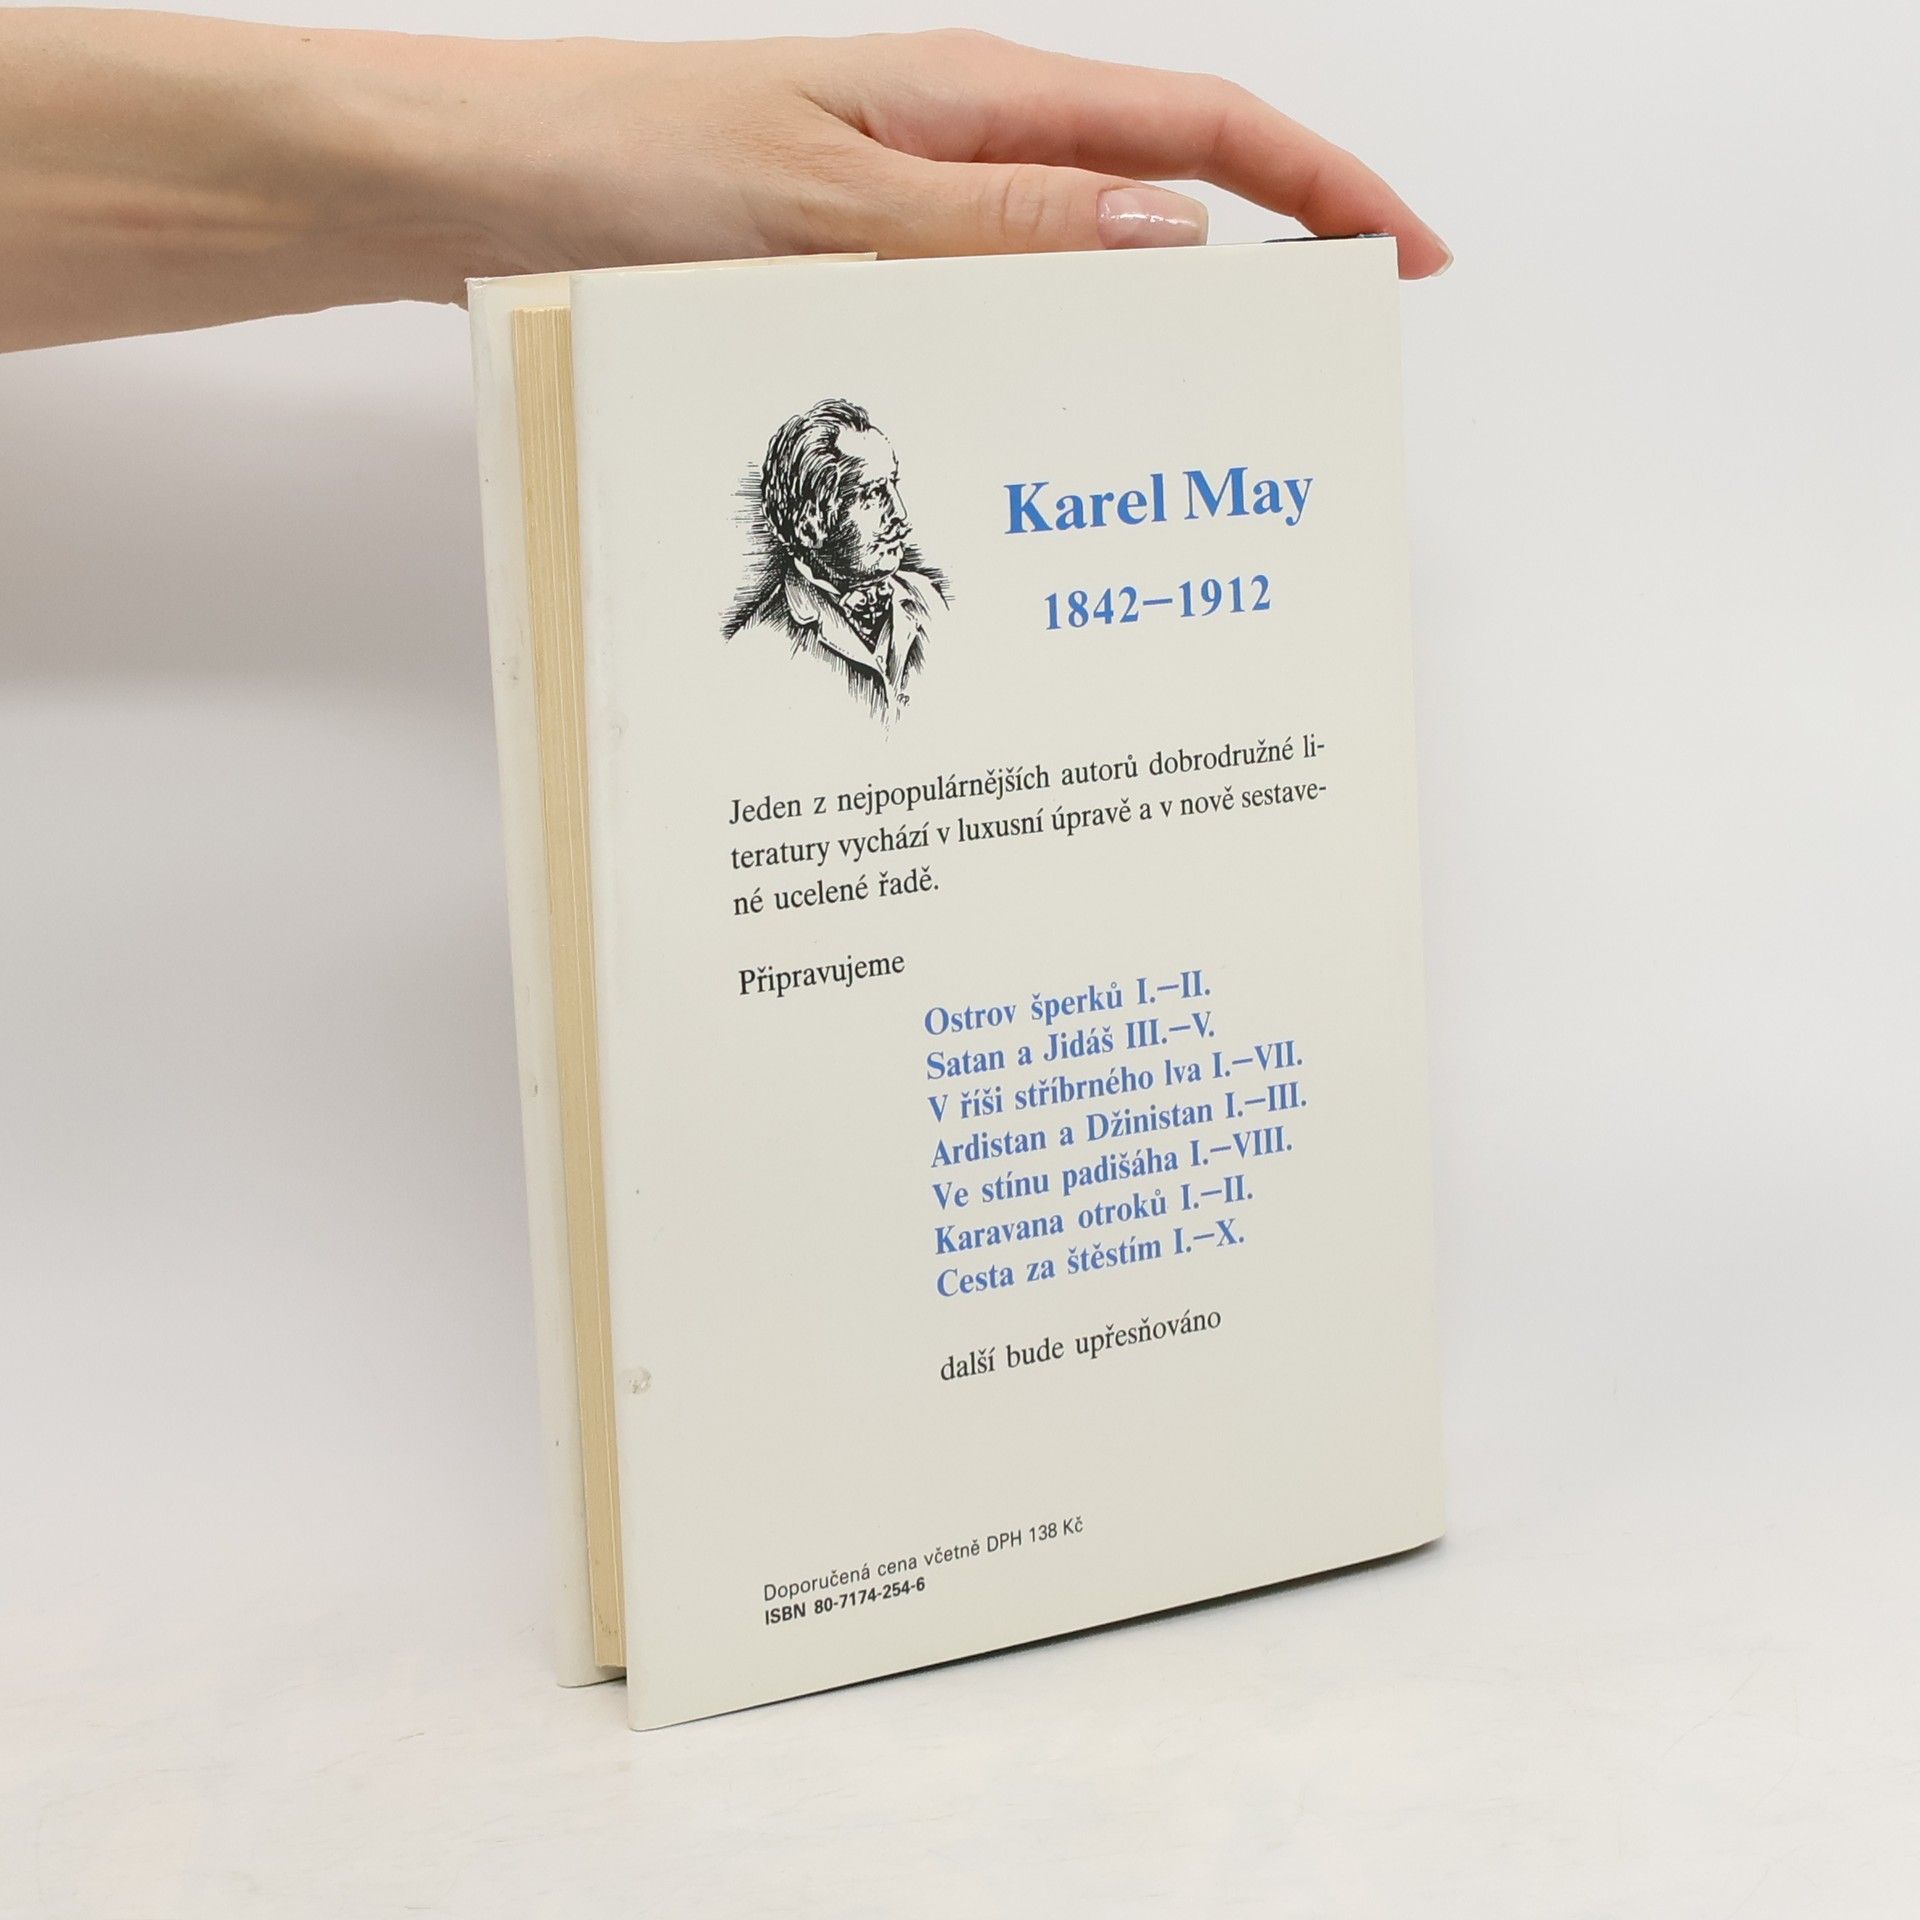 Karel May
1842–1912
Jeden z nejpopulárnějších autorů dobrodružné li-
teratury vychází v luxusní úpravě a v nově sestave-
né ucelené řadě.
Připravujeme
Ostrov šperků I.–II.
Satan a Jidáš III.–V.
V říši stříbrného lva I.–VII.
Ardistan a Džinistan I.–III.
Ve stínu padišáha I.–VIII.
Karavana otroků I.–II.
Cesta za štěstím I.–X.
další bude upřesňováno
Doporučená cena včetně DPH 138 Kč
ISBN 80-7174-254-6